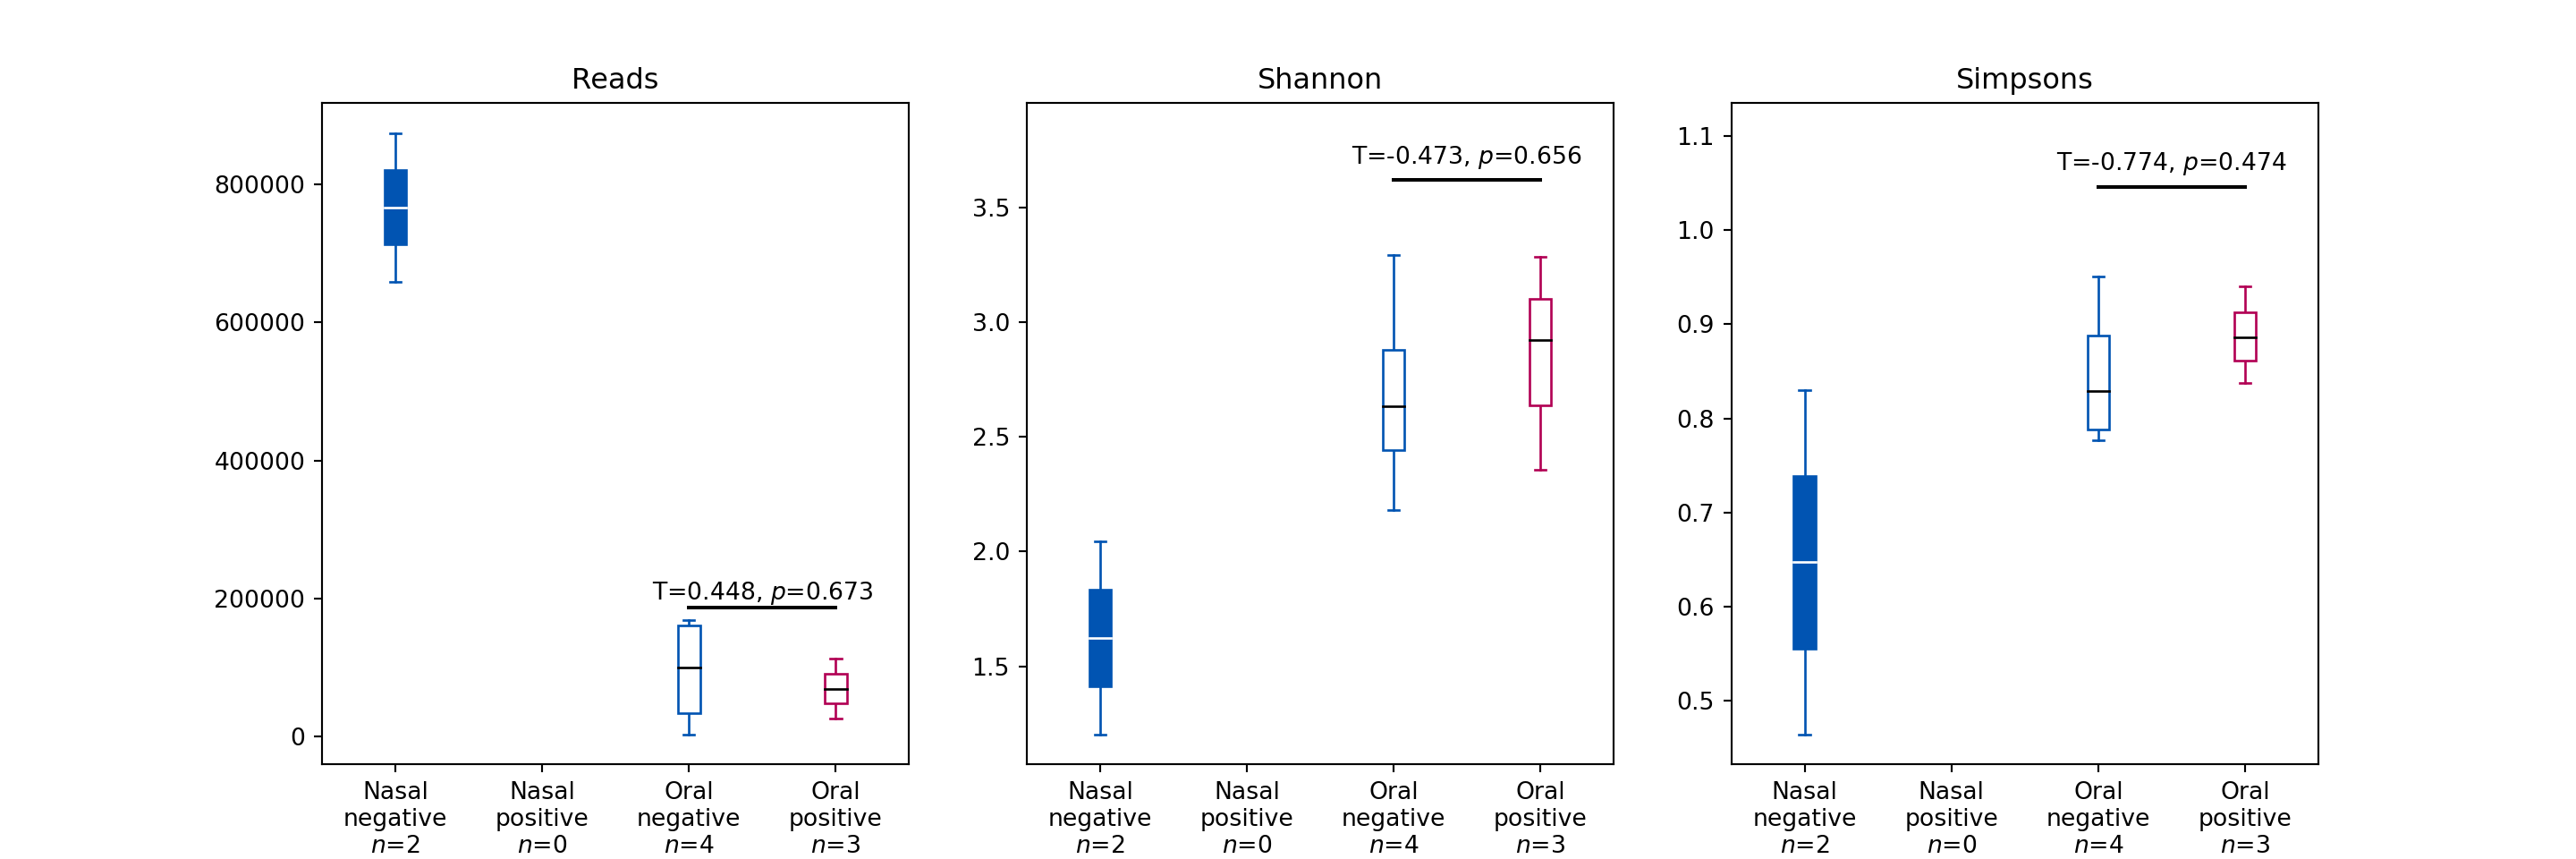 Reads
800000
600000
400000
200000
0
T=0.448, p=0.673
Nasal
negative
n=2
Nasal
positive
n=0
Oral
negative
n=4
Oral
positive
n=3
Shannon
3.5
3.0
2.5
2.0
1.5
T=-0.473, p=0.656
Nasal
negative
n=2
Nasal
positive
n=0
Oral
negative
n=4
Oral
positive
n=3
Simpsons
1.1
1.0
0.9
0.8
0.7
0.6
0.5
T=-0.774, p=0.474
Nasal
negative
n=2
Nasal
positive
n=0
Oral
negative
n=4
Oral
positive
n=3